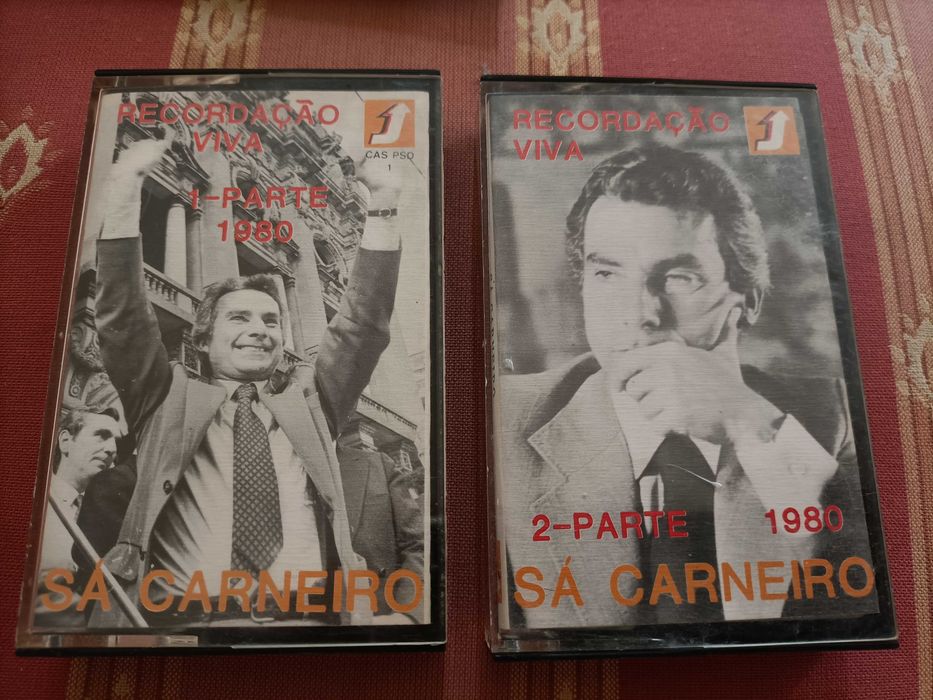 RECORDAÇÃO
VIVA
CAS PSD
1
1-PARTE
1980
SÁ CARNEIRO
RECORDAÇÃO
VIVA
2-PARTE 1980
SÁ CARNEIRO